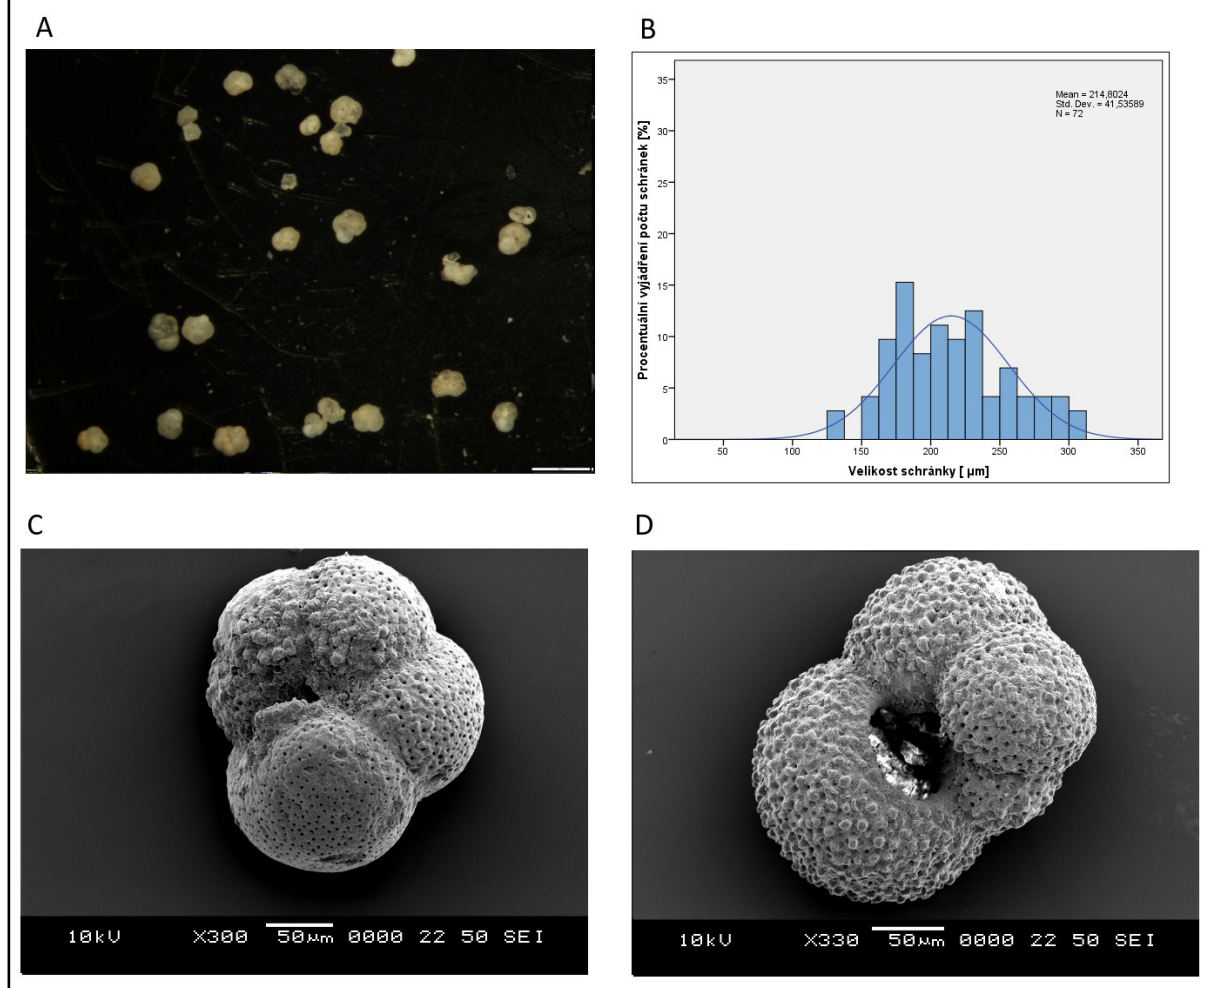 A
B
Mean = 214,8024
Std. Dev. = 41,53589
N = 72
Procentuální vyjádření počtu schránek [%]
35
30
25
20
15
10
5
0
50 100 150 200 250 300 350
Velikost schránky [ µm]
C
D
10kV X300 50µm 0000 22 50 SEI
10kV X330 50µm 0000 22 50 SEI